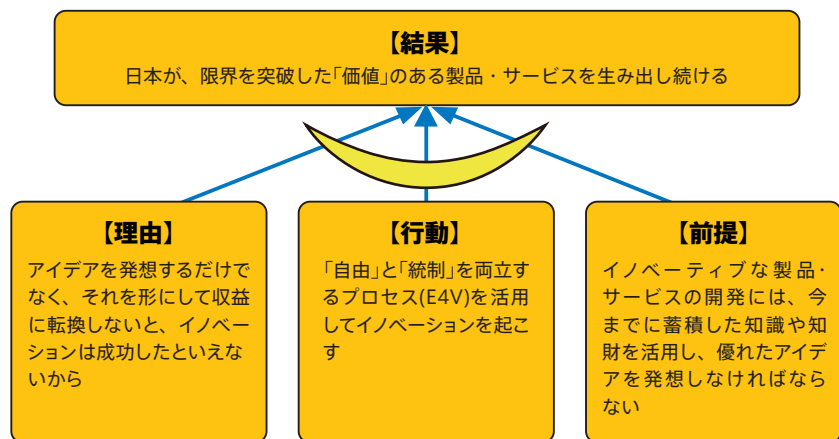 【結果】
日本が、限界を突破した「価値」のある製品・サービスを生み出し続ける
【理由】
アイデアを発想するだけで
なく、それを形にして収益
に転換しないと、イノベー
ションは成功したといえな
いから
【行動】
「自由」と「統制」を両立す
るプロセス(E4V)を活用
してイノベーションを起こ
す
【前提】
イノベーティブな製品・
サービスの開発には、今
までに蓄積した知識や知
財を活用し、優れたアイデ
アを発想しなければなら
ない